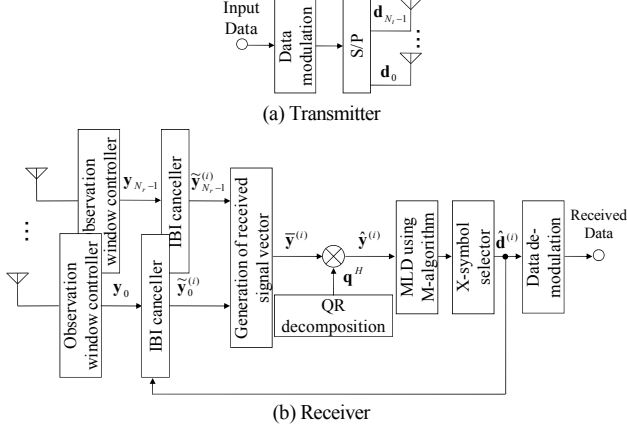 Input
Data
Data
modulation
S/P
d_{N_t-1}
...
d_0
(a) Transmitter
Observation
window controller
y_{N_r-1}
IBI canceller
ỹ_{N_r-1}^{(i)}
...
Observation
window controller
y_0
IBI canceller
ỹ_0^{(i)}
Generation of received
signal vector
ȳ^{(i)}
ŷ^{(i)}
q^H
QR
decomposition
MLD using
M-algorithm
X-symbol
selector
d̂^{(i)}
Data de-
modulation
Received
Data
(b) Receiver